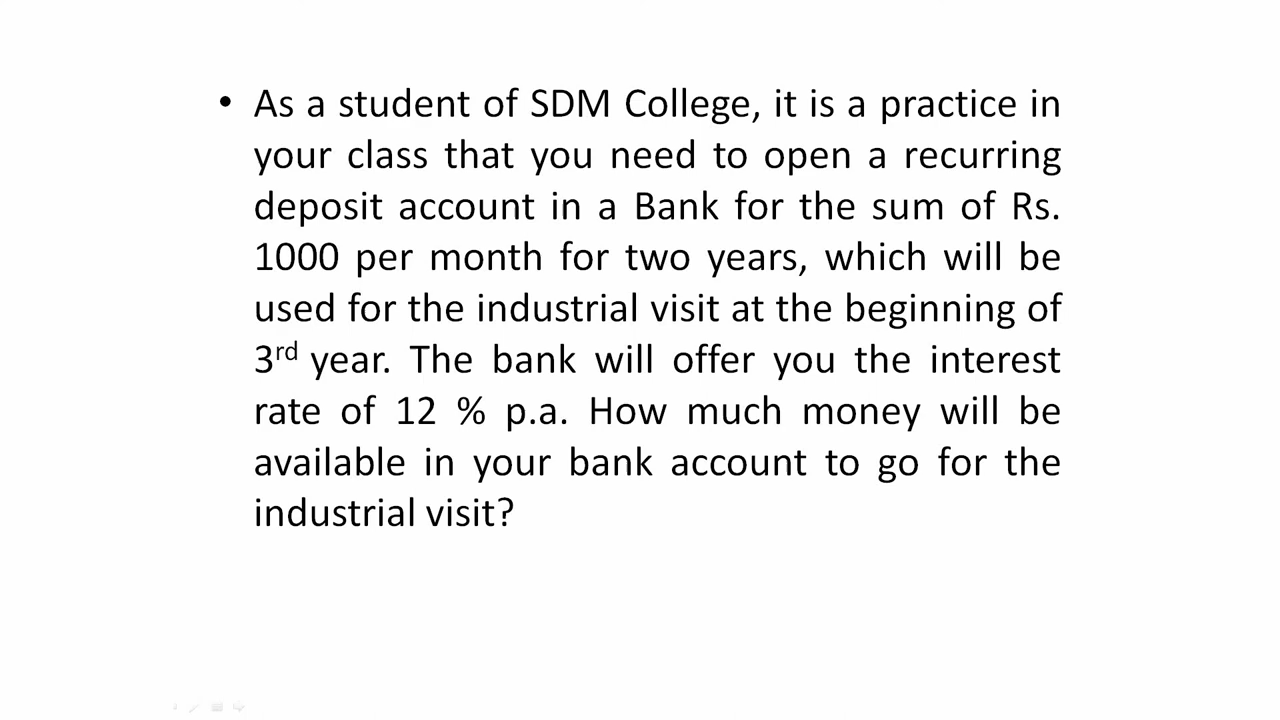 • As a student of SDM College, it is a practice in
your class that you need to open a recurring
deposit account in a Bank for the sum of Rs.
1000 per month for two years, which will be
used for the industrial visit at the beginning of
3rd year. The bank will offer you the interest
rate of 12 % p.a. How much money will be
available in your bank account to go for the
industrial visit?